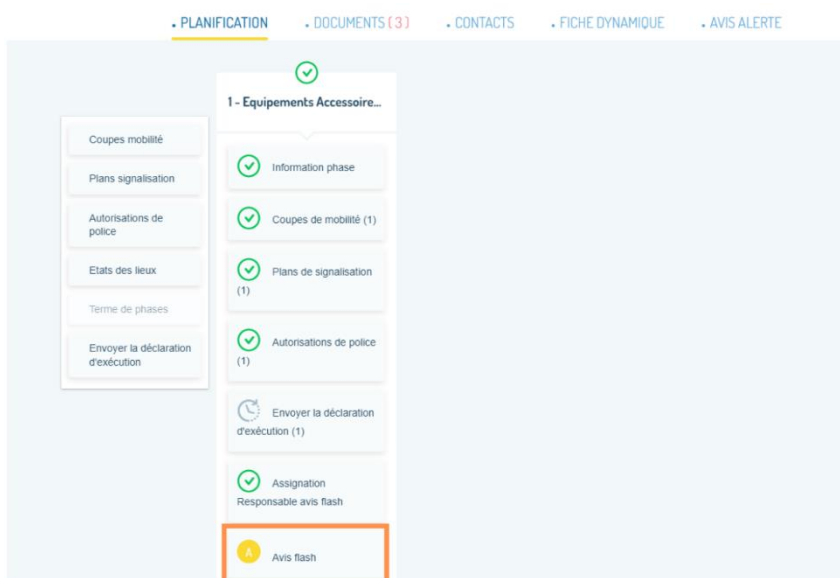 • PLANIFICATION • DOCUMENTS (3) • CONTACTS • FICHE DYNAMIQUE • AVIS ALERTE
1 - Equipements Accessoire...
Coupes mobilité
Plans signalisation
Autorisations de
police
Etats des lieux
Terme de phases
Envoyer la déclaration
d'exécution
Information phase
Coupes de mobilité (1)
Plans de signalisation
(1)
Autorisations de police
(1)
Envoyer la déclaration
d'exécution (1)
Assignation
Responsable avis flash
A Avis flash